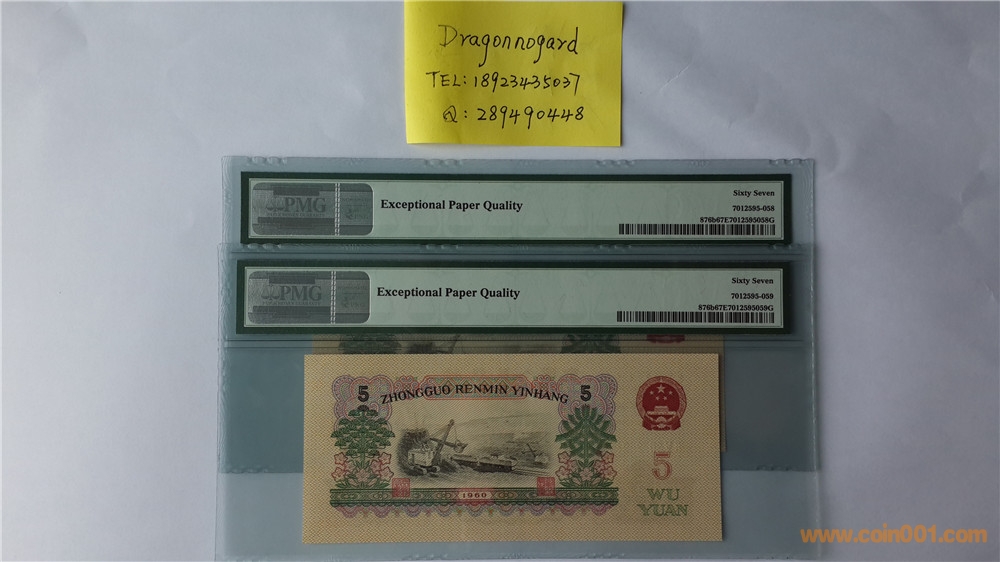 Dragonnogard
TEL: 18923435037
Q: 289490448
PMG
Exceptional Paper Quality
Sixty Seven
7012595-058
876b67E7012595058G
PMG
Exceptional Paper Quality
Sixty Seven
7012595-059
876b67E7012595059G
5 ZHONGGUO RENMIN YINHANG 5
5
WU
YUAN
1960
www.coin001.com